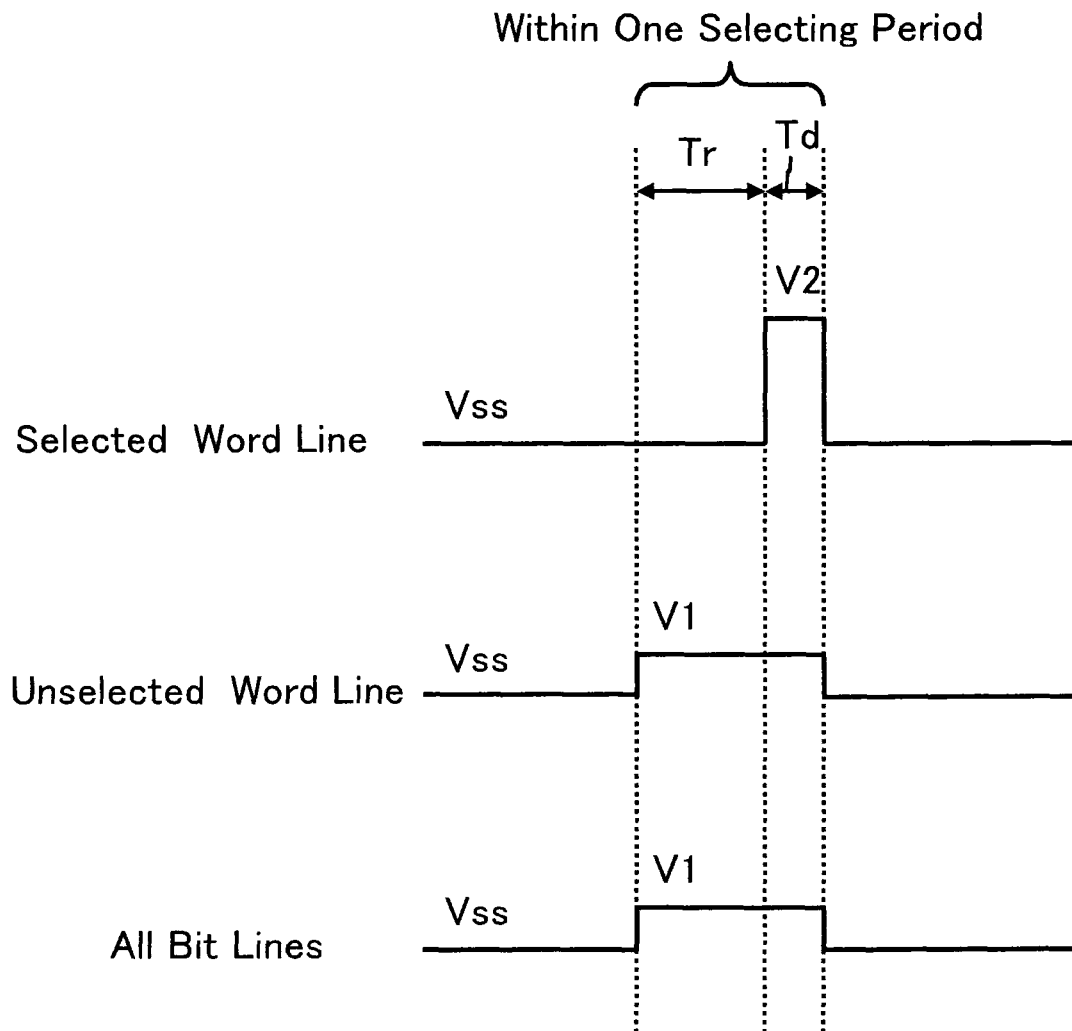 Within One Selecting Period
Tr
Td
V2
Vss
Selected Word Line
V1
Vss
Unselected Word Line
V1
Vss
All Bit Lines